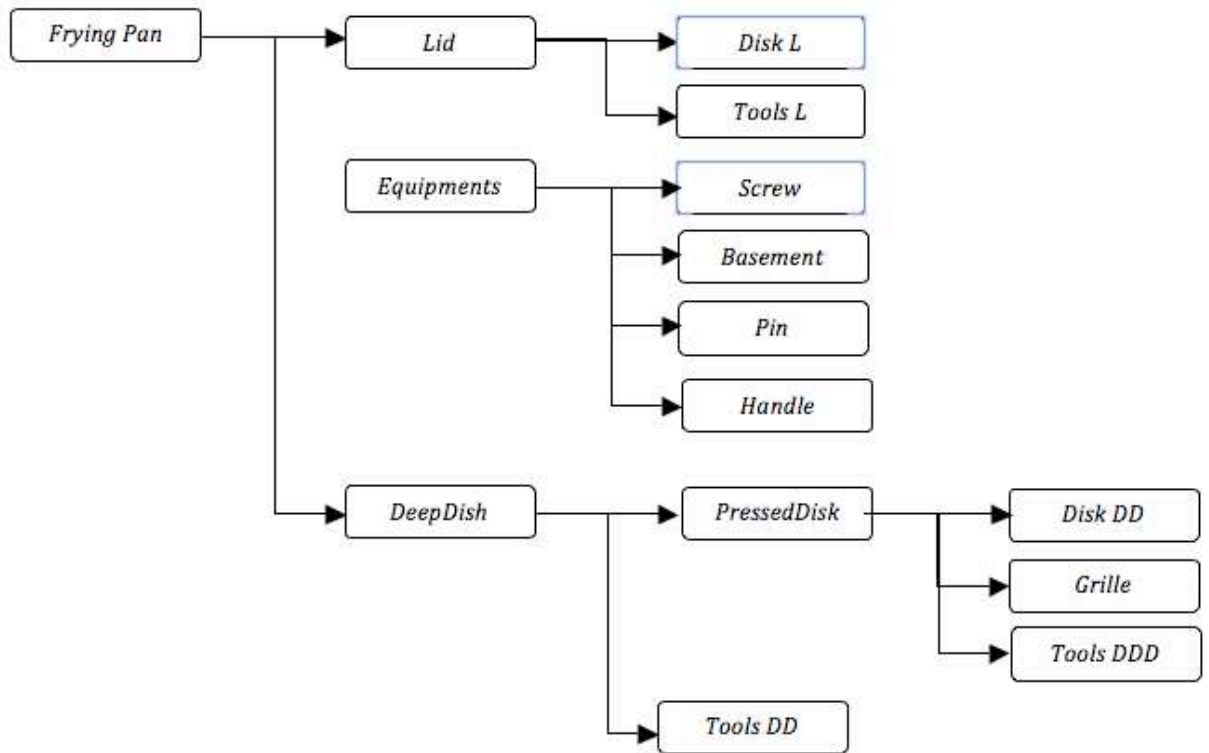 Frying Pan
Lid
Disk L
Tools L
Equipments
Screw
Basement
Pin
Handle
DeepDish
PressedDisk
Disk DD
Grille
Tools DDD
Tools DD